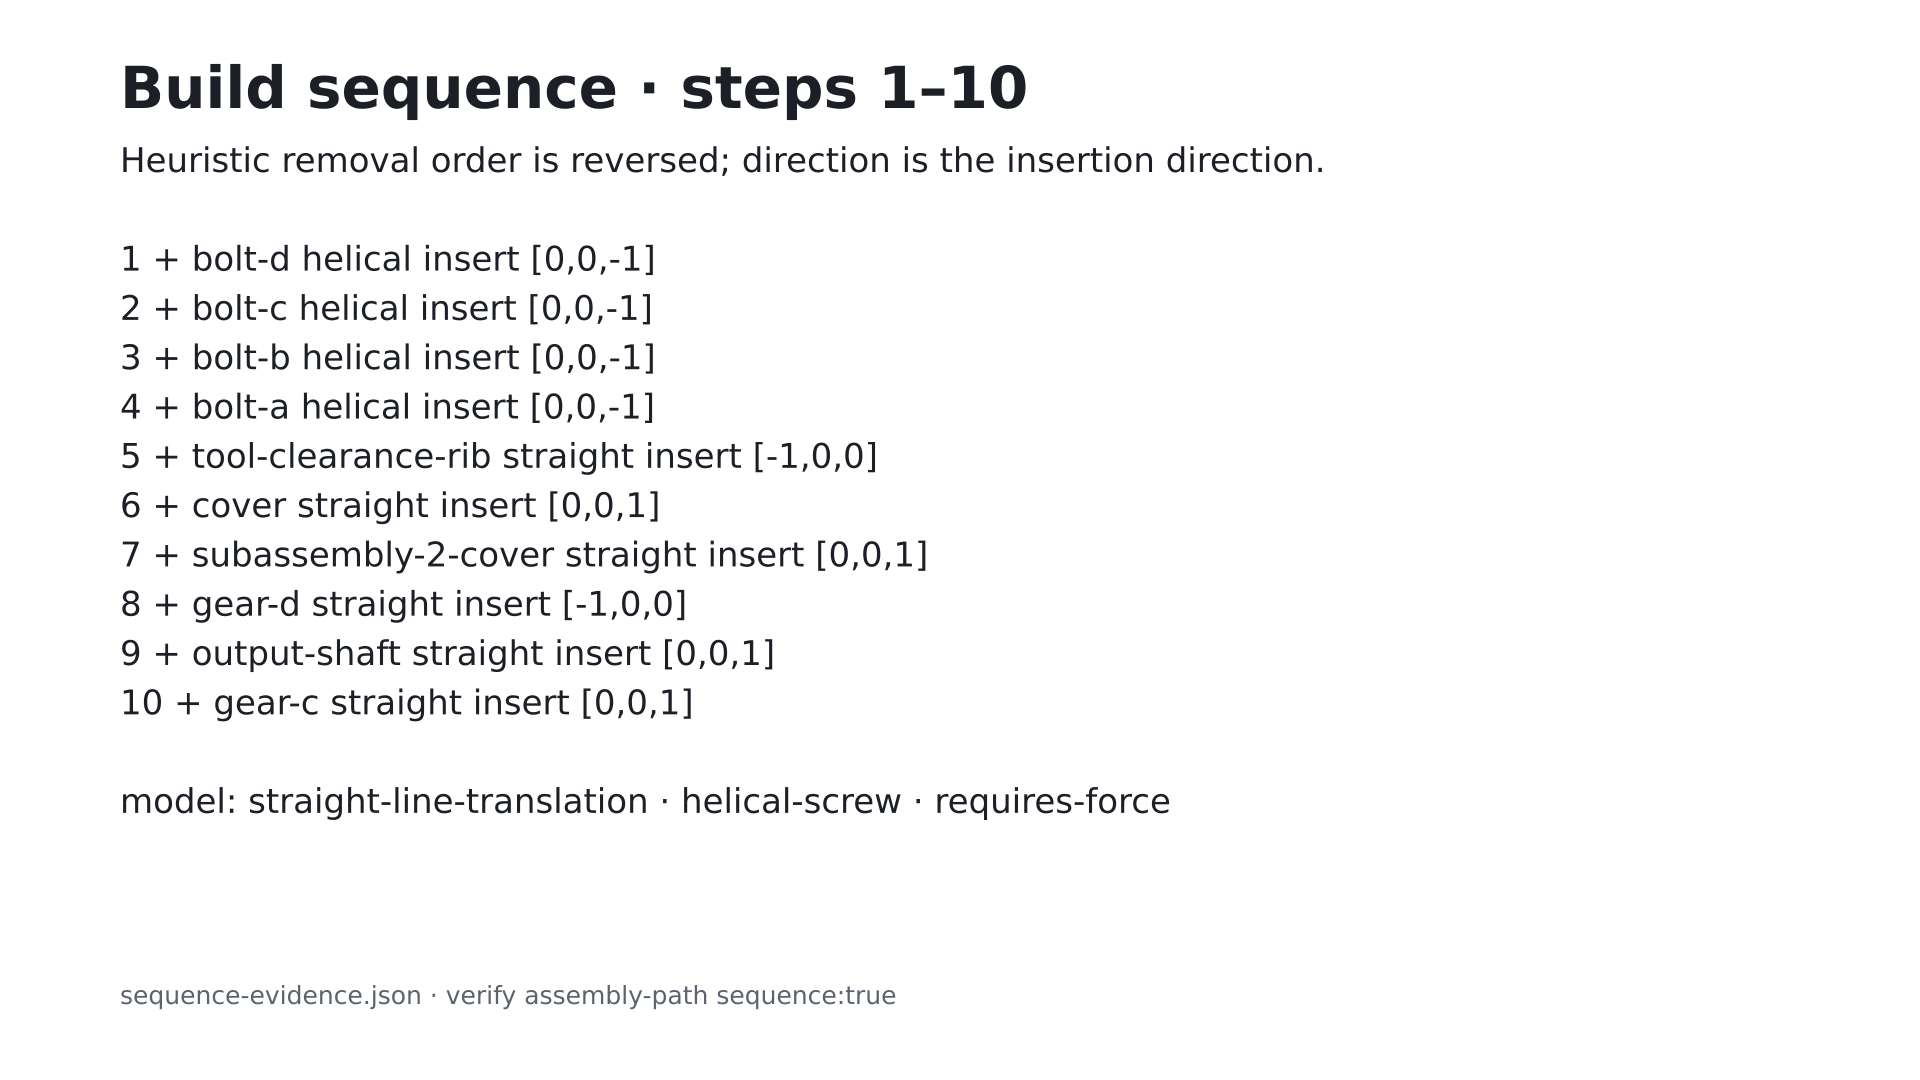 Build sequence · steps 1–10
Heuristic removal order is reversed; direction is the insertion direction.
1 + bolt-d helical insert [0,0,-1]
2 + bolt-c helical insert [0,0,-1]
3 + bolt-b helical insert [0,0,-1]
4 + bolt-a helical insert [0,0,-1]
5 + tool-clearance-rib straight insert [-1,0,0]
6 + cover straight insert [0,0,1]
7 + subassembly-2-cover straight insert [0,0,1]
8 + gear-d straight insert [-1,0,0]
9 + output-shaft straight insert [0,0,1]
10 + gear-c straight insert [0,0,1]
model: straight-line-translation · helical-screw · requires-force
sequence-evidence.json · verify assembly-path sequence:true